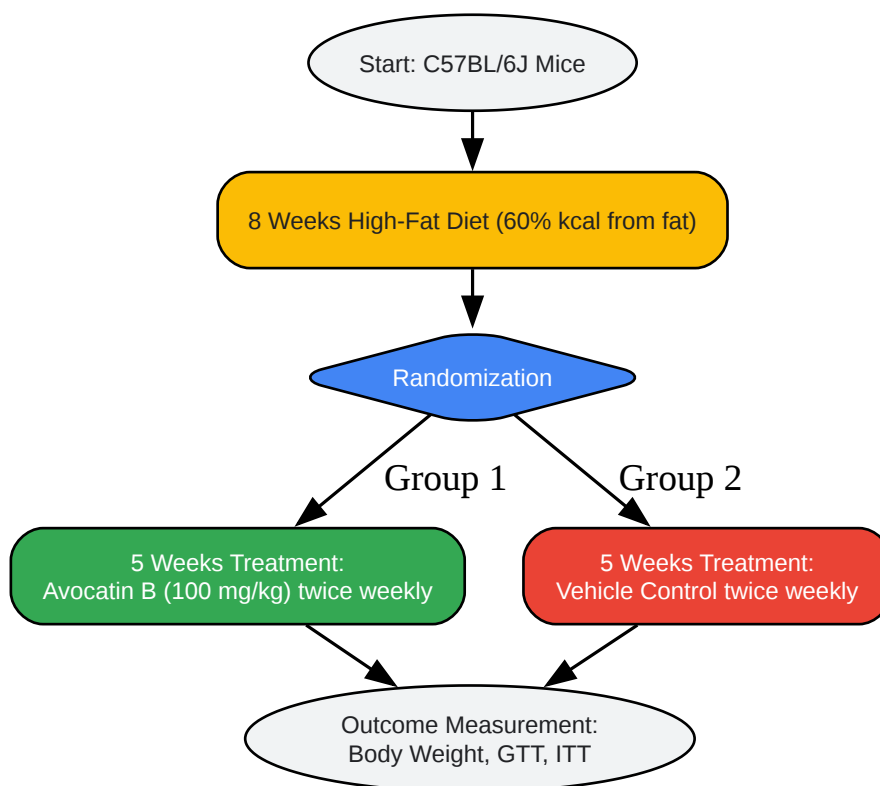 Start: C57BL/6J Mice
8 Weeks High-Fat Diet (60% kcal from fat)
Randomization
Group 1
Group 2
5 Weeks Treatment:
Avocatin B (100 mg/kg) twice weekly
5 Weeks Treatment:
Vehicle Control twice weekly
Outcome Measurement:
Body Weight, GTT, ITT